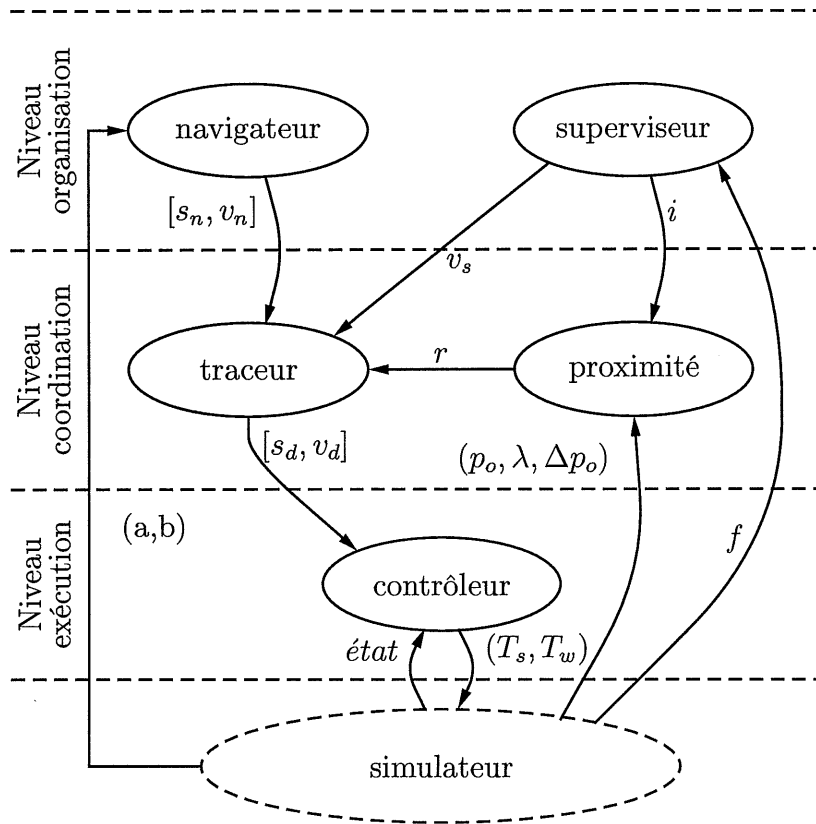 Niveau
organisation
navigateur
superviseur
[s_n, v_n]
i
v_s
Niveau
coordination
traceur
r
proximité
[s_d, v_d]
(p_o, λ, Δp_o)
Niveau
exécution
(a,b)
f
contrôleur
état
(T_s, T_w)
simulateur